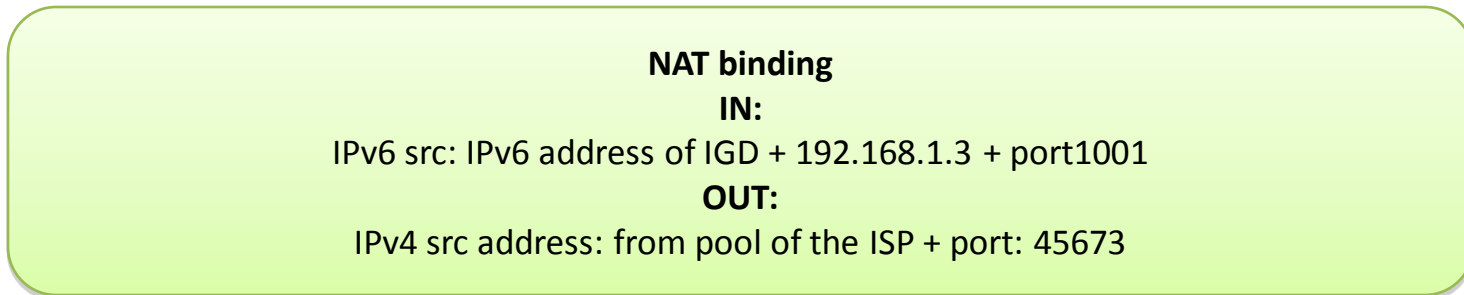 NAT binding
IN:
IPv6 src: IPv6 address of IGD + 192.168.1.3 + port1001
OUT:
IPv4 src address: from pool of the ISP + port: 45673